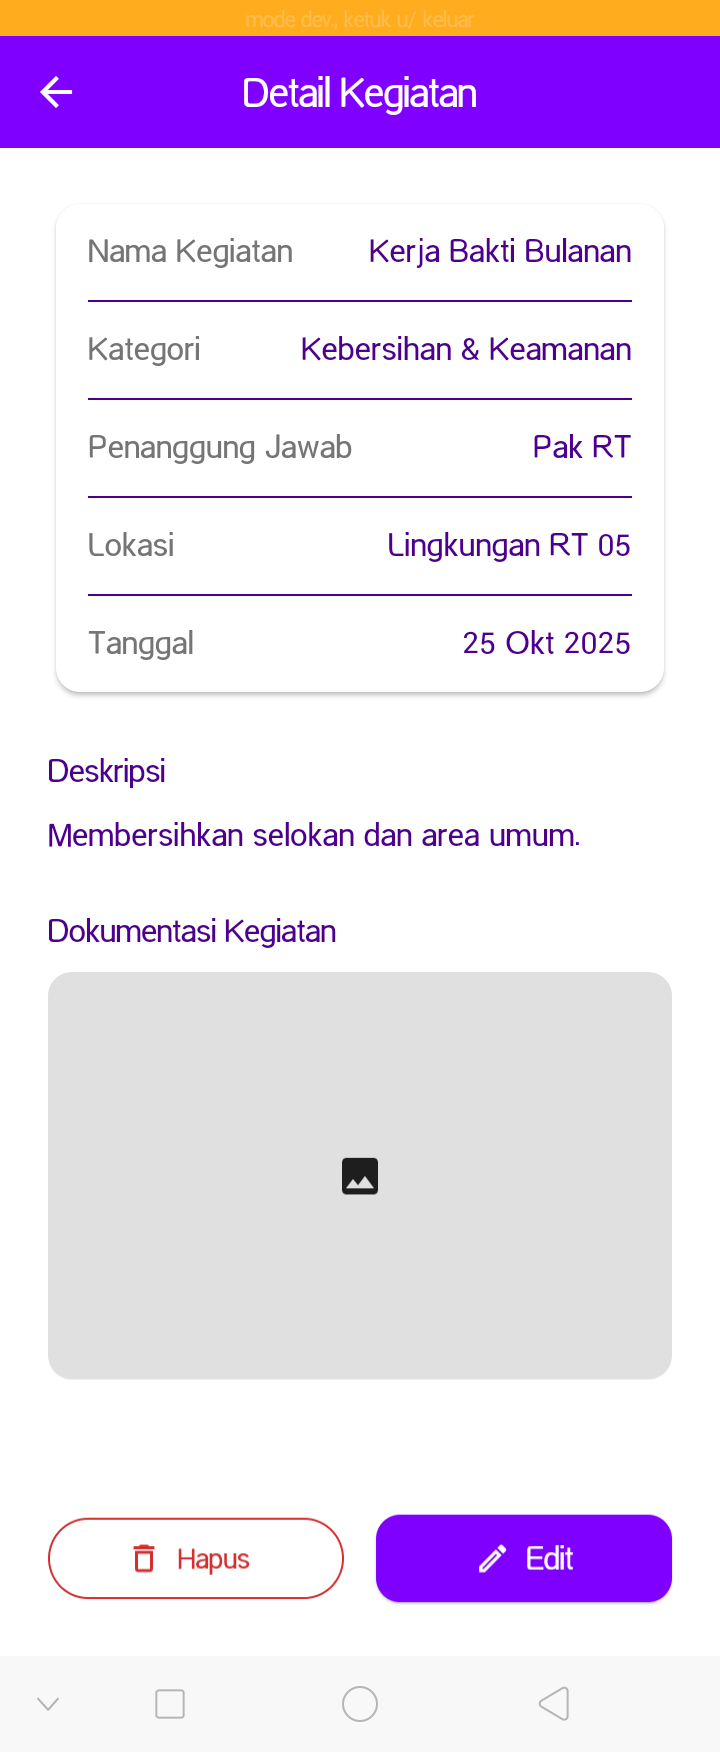 mode dev., ketuk u/ keluar
Detail Kegiatan
Nama Kegiatan Kerja Bakti Bulanan
Kategori Kebersihan & Keamanan
Penanggung Jawab Pak RT
Lokasi Lingkungan RT 05
Tanggal 25 Okt 2025
Deskripsi
Membersihkan selokan dan area umum.
Dokumentasi Kegiatan
Hapus Edit